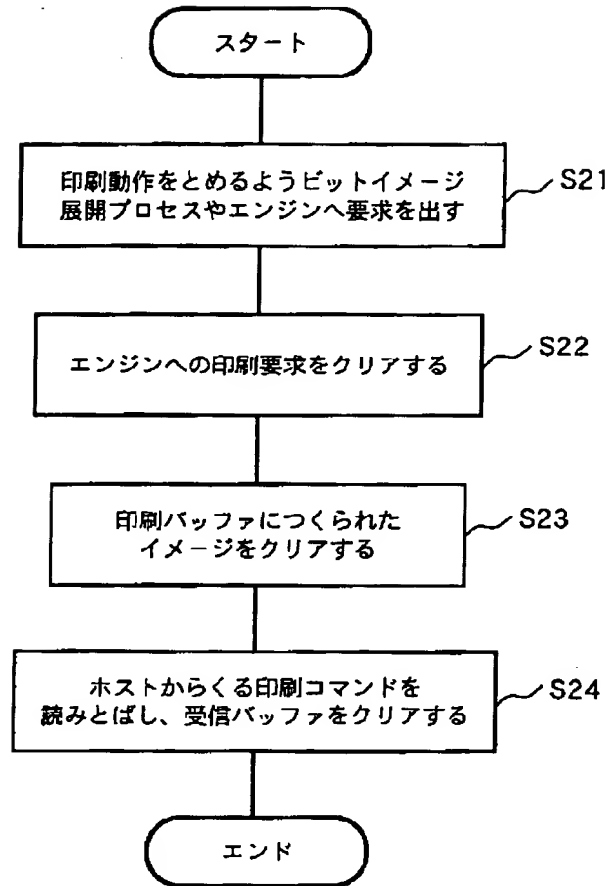 スタート
印刷動作をとめるようビットイメージ
展開プロセスやエンジンへ要求を出す
S21
エンジンへの印刷要求をクリアする
S22
印刷バッファにつくられた
イメージをクリアする
S23
ホストからくる印刷コマンドを
読みとばし、受信バッファをクリアする
S24
エンド